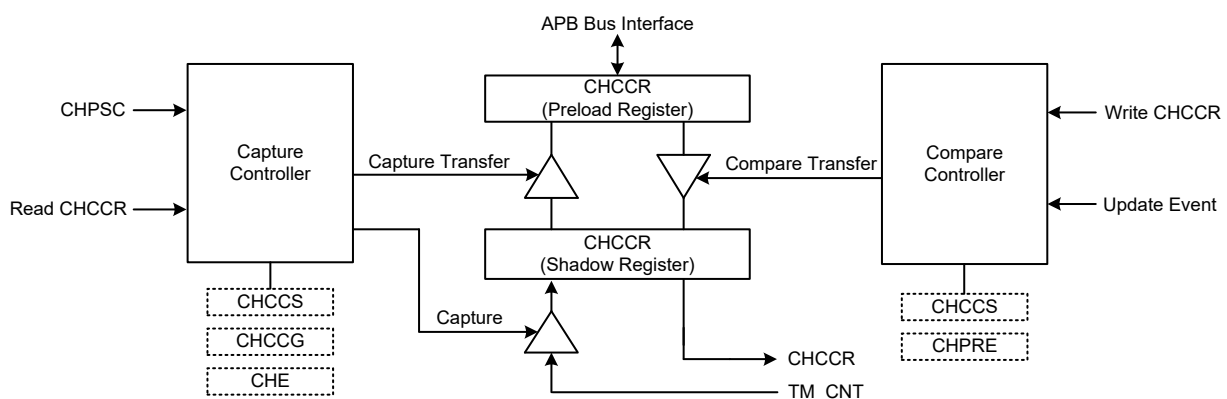 APB Bus Interface
CHCCR
(Preload Register)
CHPSC
Write CHCCR
Capture
Controller
Capture Transfer
Compare Transfer
Compare
Controller
Read CHCCR
Update Event
CHCCR
(Shadow Register)
CHCCS
CHCCS
Capture
CHCCG
CHPRE
CHCCR
CHE
TM_CNT